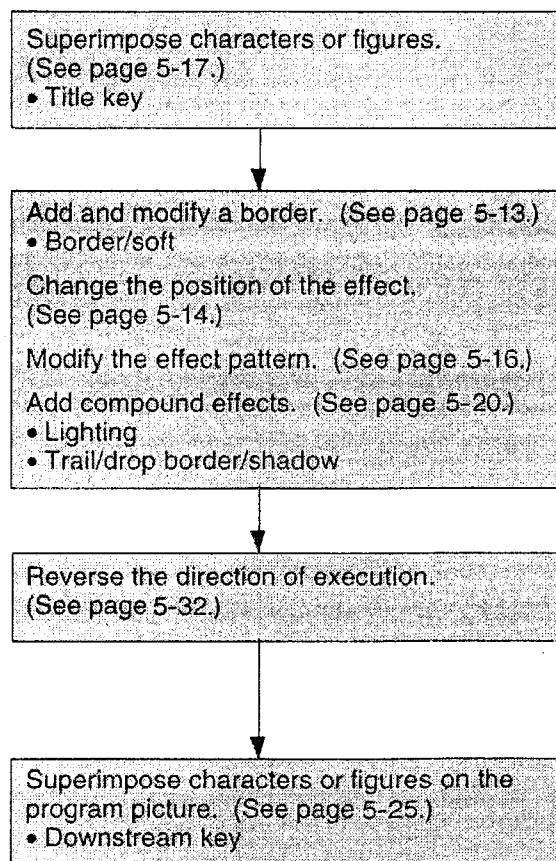 Superimpose characters or figures.
(See page 5-17.)
• Title key
Add and modify a border. (See page 5-13.)
• Border/soft
Change the position of the effect.
(See page 5-14.)
Modify the effect pattern. (See page 5-16.)
Add compound effects. (See page 5-20.)
• Lighting
• Trail/drop border/shadow
Reverse the direction of execution.
(See page 5-32.)
Superimpose characters or figures on the
program picture. (See page 5-25.)
• Downstream key